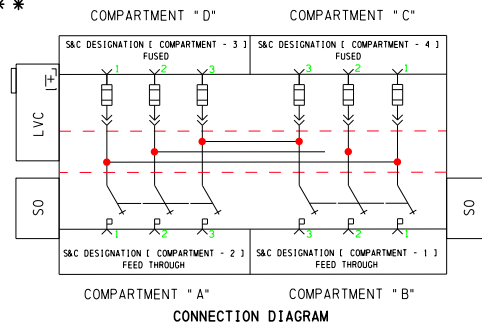 * *
COMPARTMENT "D" COMPARTMENT "C"
S&C DESIGNATION [ COMPARTMENT - 3 ] S&C DESIGNATION [ COMPARTMENT - 4 ]
FUSED FUSED
1 2 3 3 2 1
+
LVC
SO SO
1 2 3 3 2 1
S&C DESIGNATION [ COMPARTMENT - 2 ] S&C DESIGNATION [ COMPARTMENT - 1 ]
FEED THROUGH FEED THROUGH
COMPARTMENT "A" COMPARTMENT "B"
CONNECTION DIAGRAM